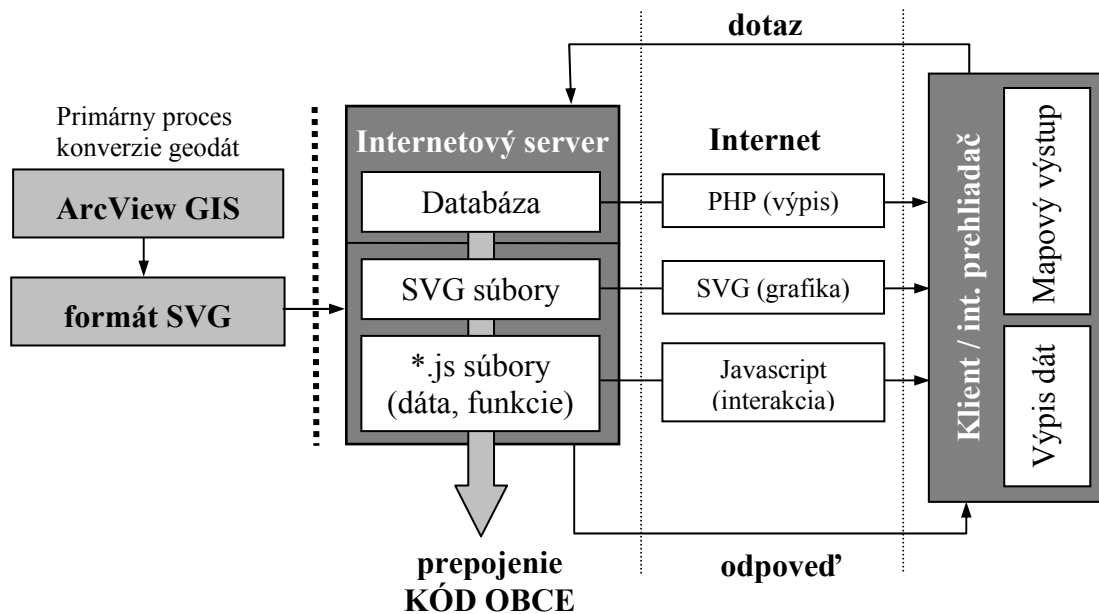 dotaz
Primárny proces
konverzie geodát
ArcView GIS
formát SVG
Internetový server
Databáza
SVG súbory
*.js súbory
(dáta, funkcie)
prepojenie
KÓD OBCE
Internet
PHP (výpis)
SVG (grafika)
Javascript
(interakcia)
odpoveď
Klient / int. prehliadač
Mapový výstup
Výpis dát